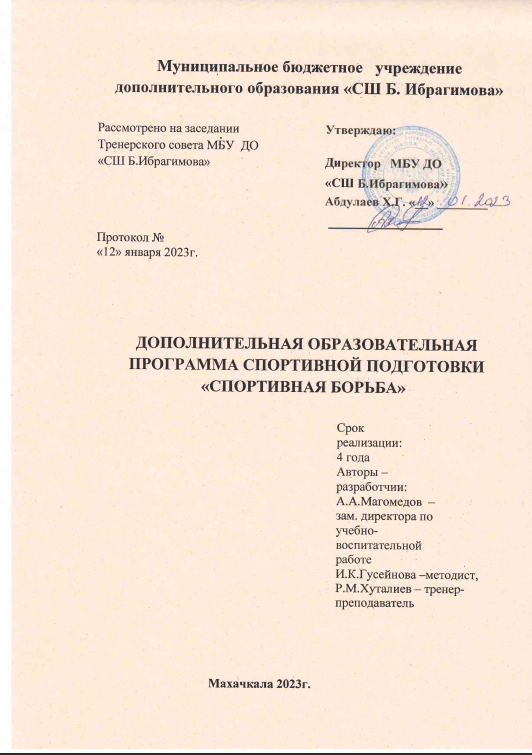 Муниципальное бюджетное учреждение
дополнительного образования «СШ Б. Ибрагимова»
Рассмотрено на заседании
Тренерского совета МБУ ДО
«СШ Б.Ибрагимова»
Утверждаю:
Директор МБУ ДО
«СШ Б.Ибрагимова»
Абдулаев Х.Г. «12» 01. 2023
Протокол №
«12» января 2023г.
ДОПОЛНИТЕЛЬНАЯ ОБРАЗОВАТЕЛЬНАЯ
ПРОГРАММА СПОРТИВНОЙ ПОДГОТОВКИ
«СПОРТИВНАЯ БОРЬБА»
Срок
реализации:
4 года
Авторы –
разработчии:
А.А.Магомедов –
зам. директора по
учебно-
воспитательной
работе
И.К.Гусейнова –методист,
Р.М.Хуталиев – тренер-
преподаватель
Махачкала 2023г.